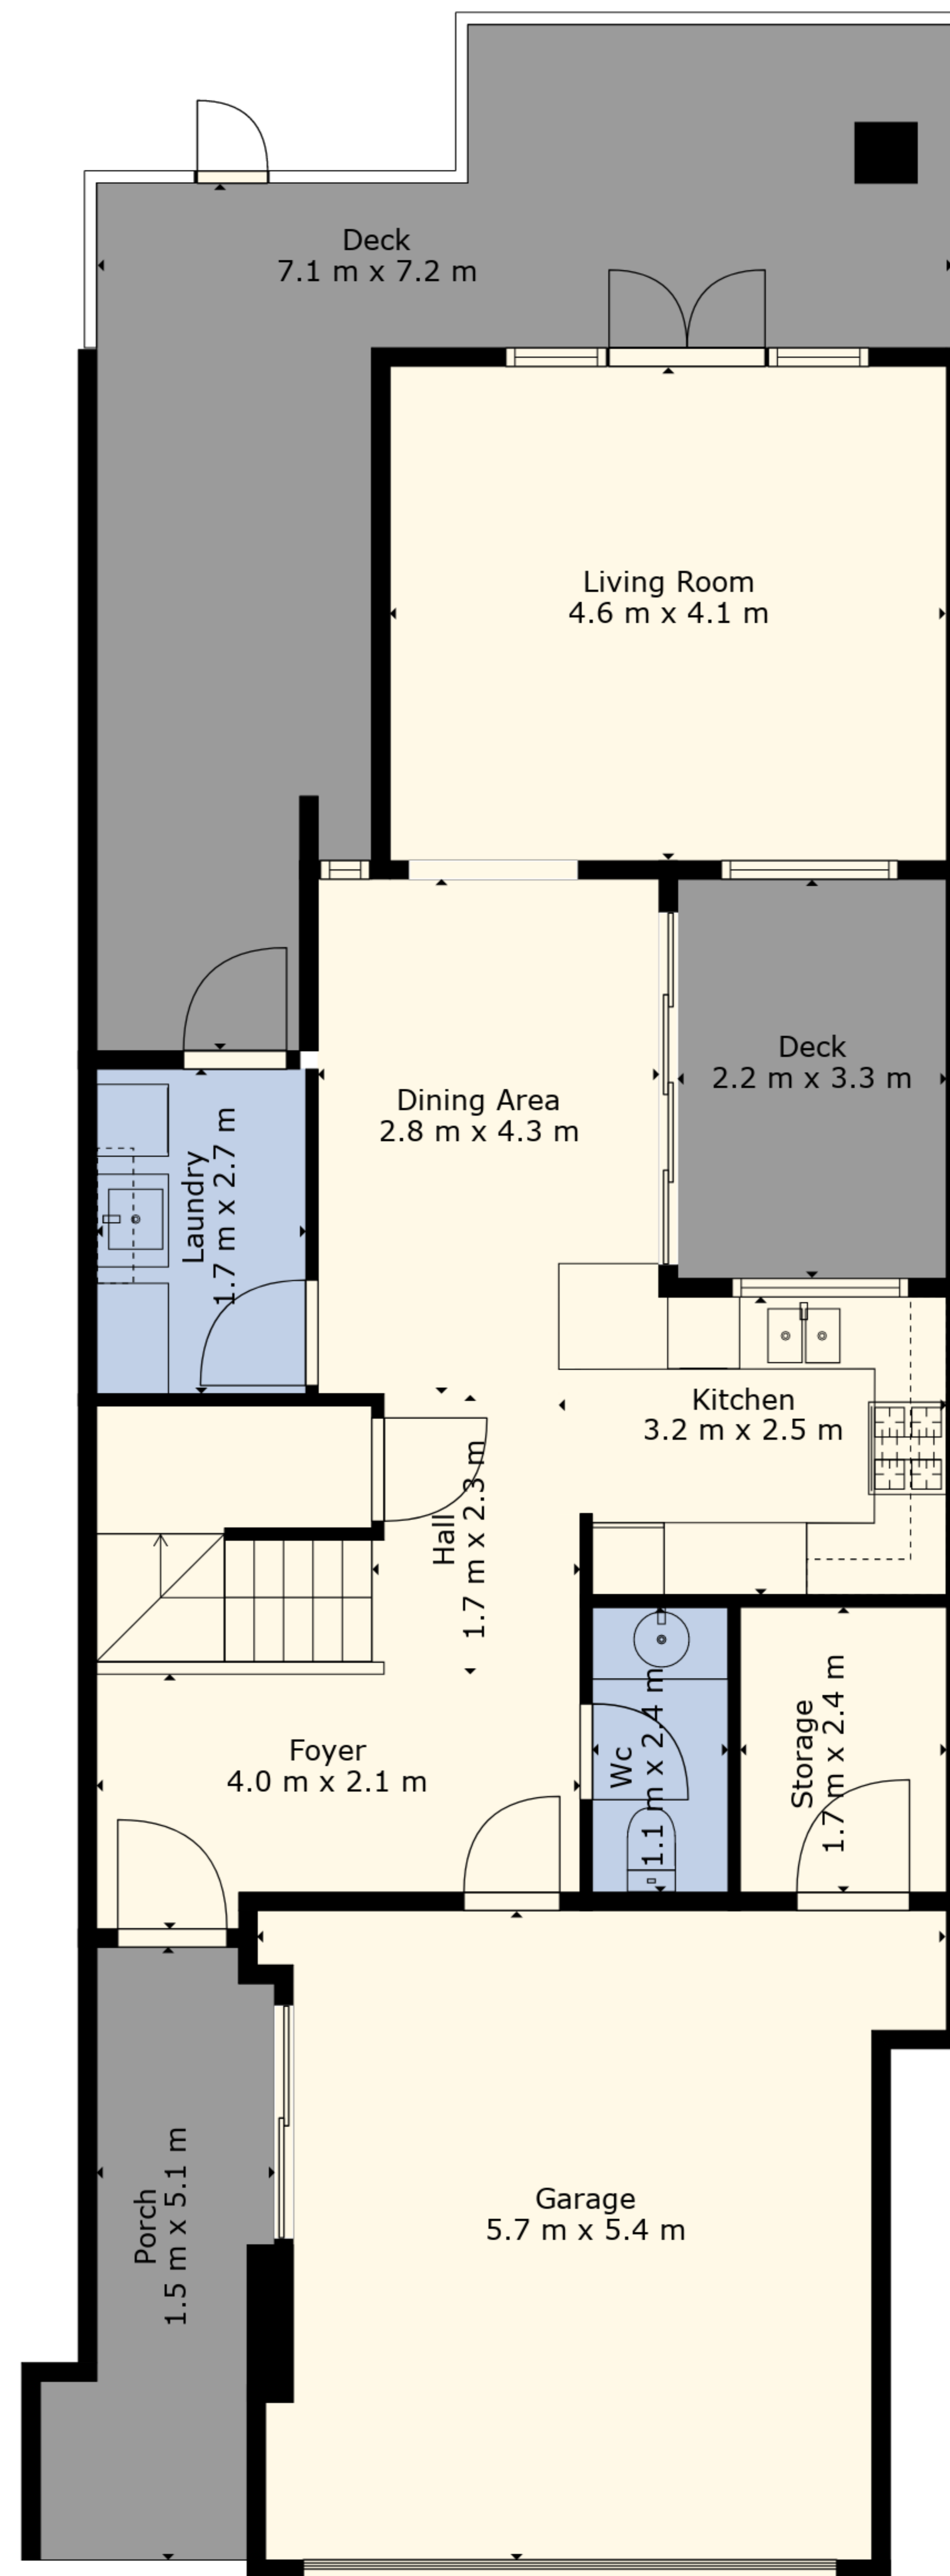 Deck
7.1 m x 7.2 m
Living Room
4.6 m x 4.1 m
Deck
2.2 m x 3.3 m
Dining Area
2.8 m x 4.3 m
Laundry
1.7 m x 2.7 m
Kitchen
3.2 m x 2.5 m
Hall
1.7 m x 2.3 m
Foyer
4.0 m x 2.1 m
Wc
1.1 m x 2.4 m
Storage
1.7 m x 2.4 m
Garage
5.7 m x 5.4 m
Porch
1.5 m x 5.1 m